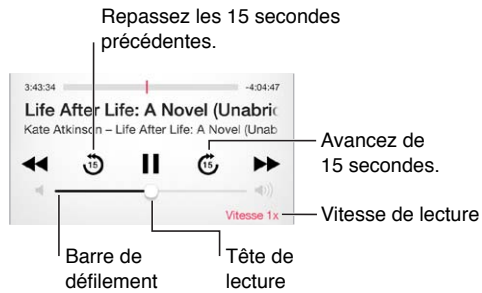 Repassez les 15 secondes
précédentes.
3:43:34 -4:04:47
Life After Life: A Novel (Unabric
Kate Atkinson – Life After Life: A Novel (Unab
15 15
Avancez de
15 secondes.
Vitesse 1x
Vitesse de lecture
Barre de
défilement
Tête de
lecture